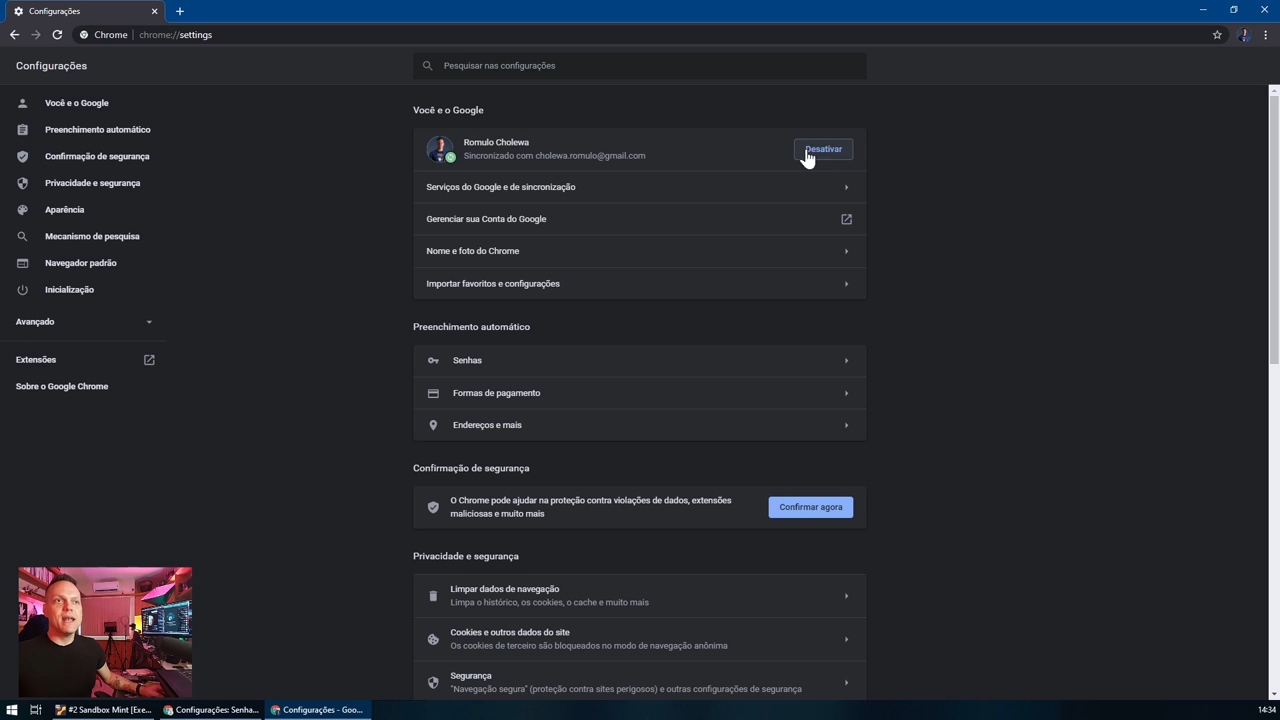 Configurações
Chrome
chrome://settings
Configurações
Pesquisar nas configurações
Você e o Google
Preenchimento automático
Confirmação de segurança
Privacidade e segurança
Aparência
Mecanismo de pesquisa
Navegador padrão
Inicialização
Avançado
Extensões
Sobre o Google Chrome
Você e o Google
Romulo Cholewa
Sincronizado com cholewa.romulo@gmail.com
Desativar
Serviços do Google e de sincronização
Gerenciar sua Conta do Google
Nome e foto do Chrome
Importar favoritos e configurações
Preenchimento automático
Senhas
Formas de pagamento
Endereços e mais
Confirmação de segurança
O Chrome pode ajudar na proteção contra violações de dados, extensões
maliciosas e muito mais
Confirmar agora
Privacidade e segurança
Limpar dados de navegação
Limpa o histórico, os cookies, o cache e muito mais
Cookies e outros dados do site
Os cookies de terceiro são bloqueados no modo de navegação anônima
Segurança
"Navegação segura" (proteção contra sites perigosos) e outras configurações de segurança
#2 Sandbox Mint [Exe...
Configurações: Senha...
Configurações - Goo...
14:34